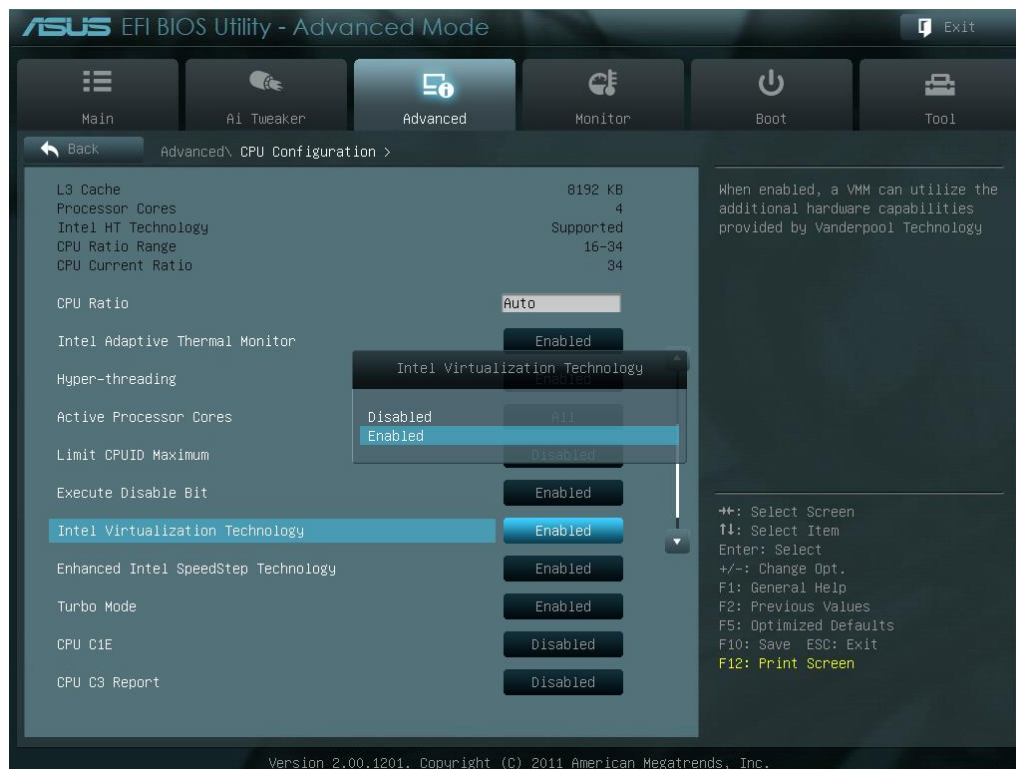 ASUS EFI BIOS Utility - Advanced Mode
Exit
Main
Ai Tweaker
Advanced
Monitor
Boot
Tool
Back
Advanced\ CPU Configuration >
L3 Cache 8192 KB
Processor Cores 4
Intel HT Technology Supported
CPU Ratio Range 16-34
CPU Current Ratio 34
CPU Ratio Auto
Intel Adaptive Thermal Monitor Enabled
Hyper-threading Enabled
Active Processor Cores All
Limit CPUID Maximum Disabled
Execute Disable Bit Enabled
Intel Virtualization Technology Enabled
Enhanced Intel SpeedStep Technology Enabled
Turbo Mode Enabled
CPU C1E Disabled
CPU C3 Report Disabled
Intel Virtualization Technology
Disabled
Enabled
When enabled, a VMM can utilize the
additional hardware capabilities
provided by Vanderpool Technology
→←: Select Screen
↑↓: Select Item
Enter: Select
+/-: Change Opt.
F1: General Help
F2: Previous Values
F5: Optimized Defaults
F10: Save ESC: Exit
F12: Print Screen
Version 2.00.1201. Copyright (C) 2011 American Megatrends, Inc.